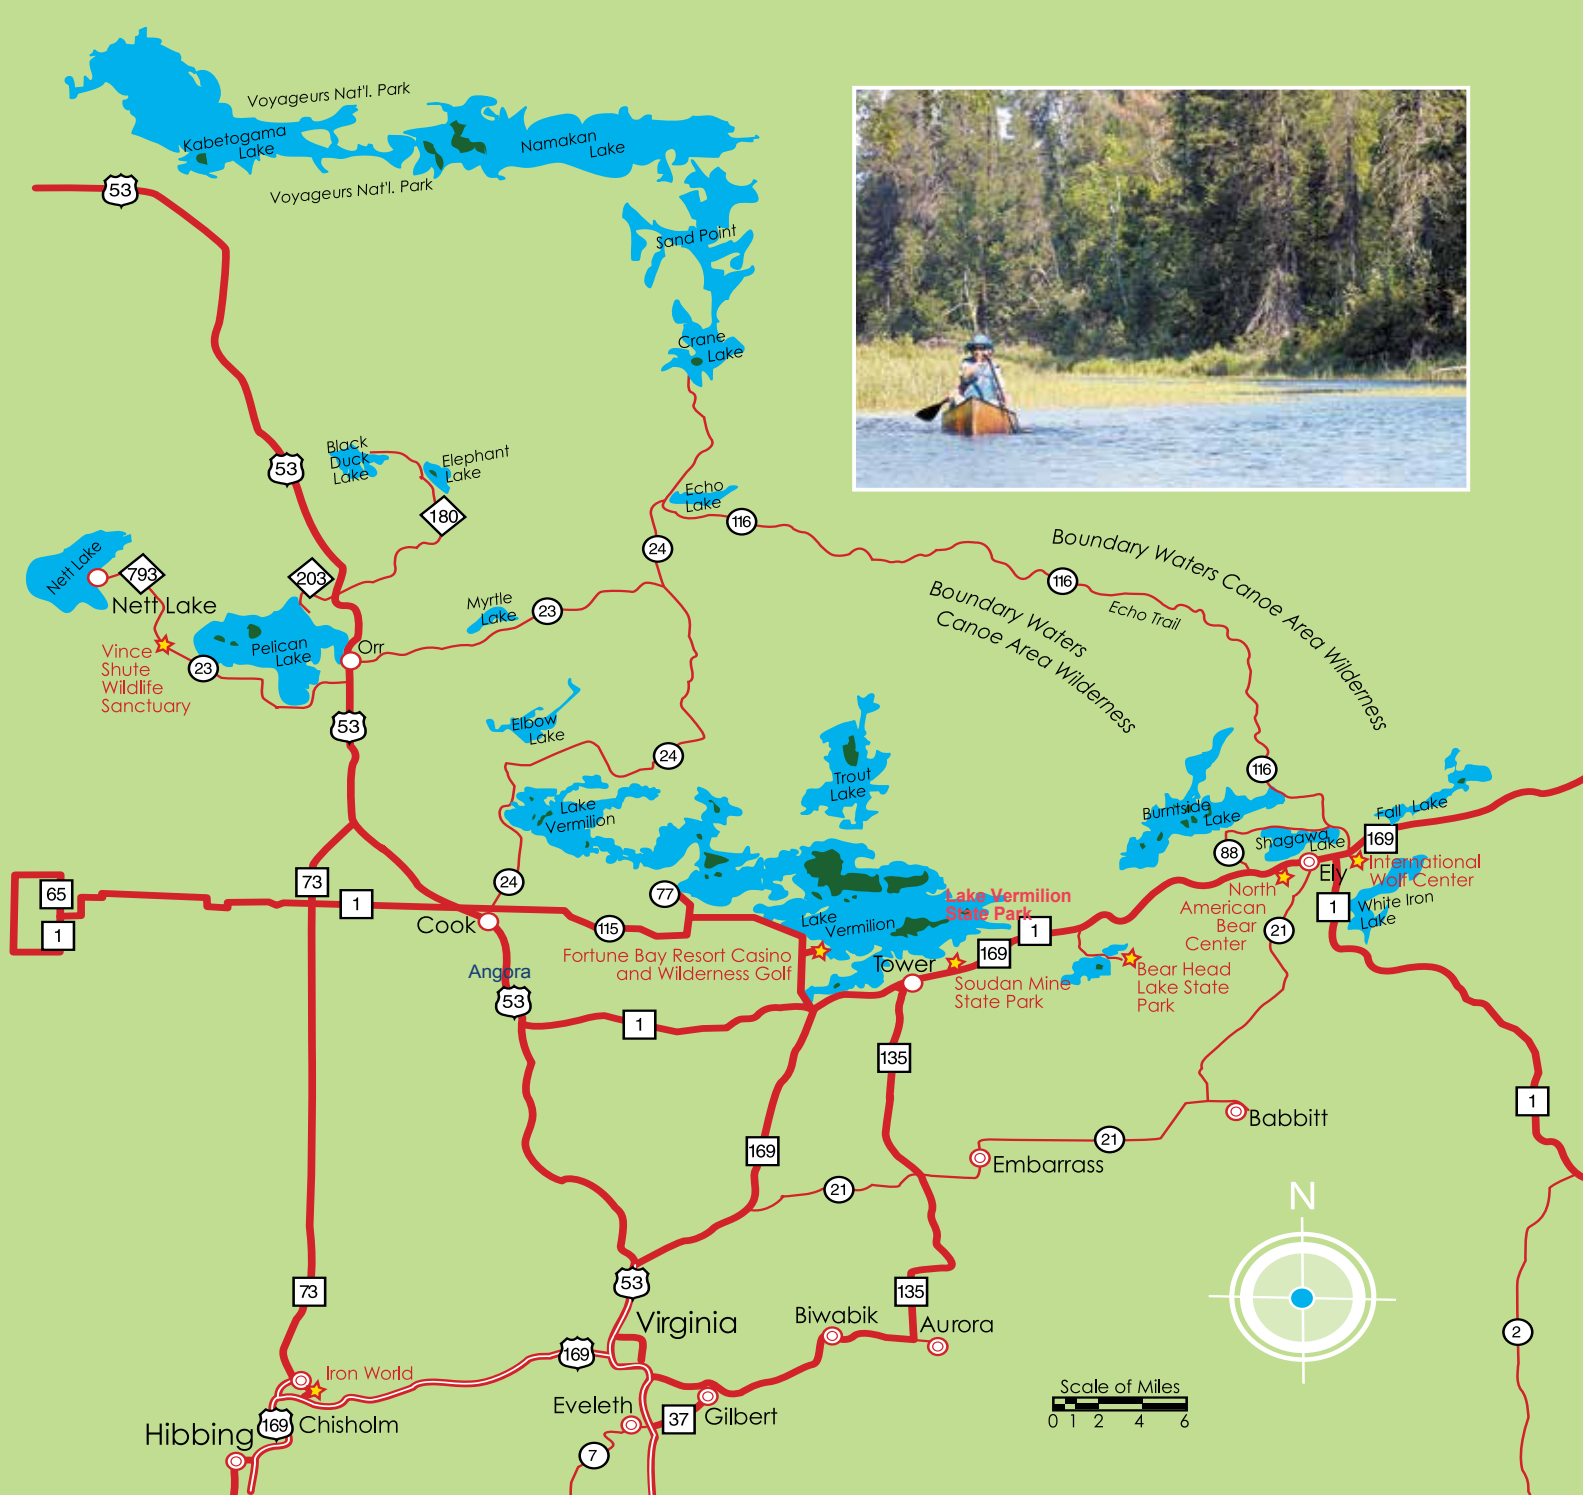 Voyageurs Nat'l. Park
Kabetogama
Lake
Namakan
Lake
Voyageurs Nat'l. Park
53
Sand Point
Crane
Lake
53
Black
Duck
Lake
Elephant
Lake
180
Echo
Lake
116
24
Boundary Waters Canoe Area Wilderness
116
Echo Trail
Boundary Waters
Canoe Area Wilderness
Nett Lake
793
Nett Lake
203
Myrtle
Lake
23
Pelican
Lake
Orr
Vince
Shute
Wildlife
Sanctuary
23
53
Elbow
Lake
24
Trout
Lake
116
Lake
Vermilion
Burntside
Lake
Fall Lake
Shagawa
Lake
169
88
Ely
International
Wolf Center
North
American
Bear
Center
1
White Iron
Lake
21
73
65
1
1
24
Cook
77
115
Lake
Vermilion
Lake Vermilion
State Park
1
169
Fortune Bay Resort Casino
and Wilderness Golf
Tower
Soudan Mine
State Park
Bear Head
Lake State
Park
Angora
53
1
135
1
Babbitt
21
Embarrass
169
21
N
73
53
Virginia
135
Biwabik
Aurora
2
169
Iron World
Scale of Miles
0 1 2 4 6
Eveleth
37
Gilbert
Hibbing
169
Chisholm
7